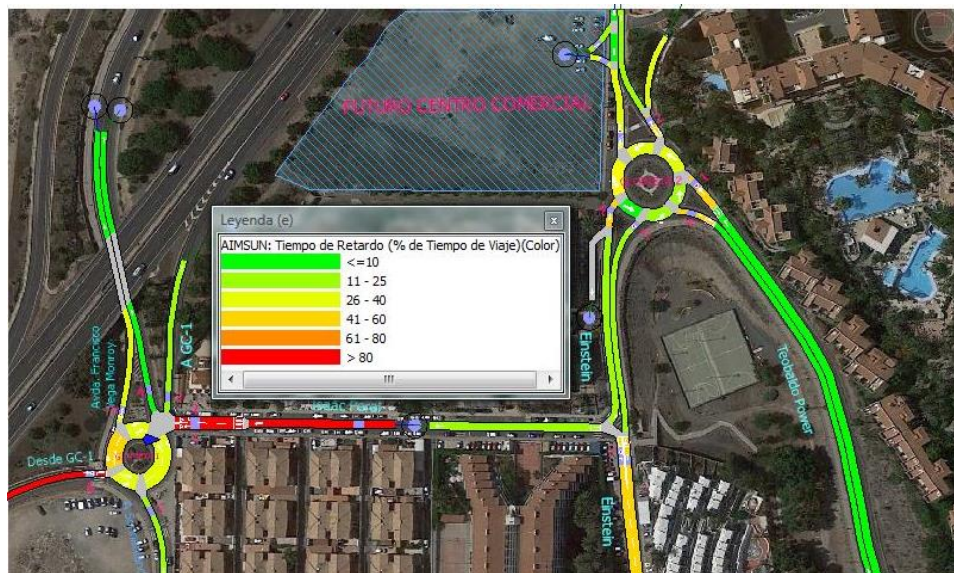 FUTURO CENTRO COMERCIAL
Leyenda (e)
AIMSUN: Tiempo de Retardo (% de Tiempo de Viaje)(Color)
<=10
11 - 25
26 - 40
41 - 60
61 - 80
> 80
A GC-1
Avda. Francisco
Vega Monroy
Einstein
Teobaldo Power
Isaac Peral
Desde GC-1
Einstein